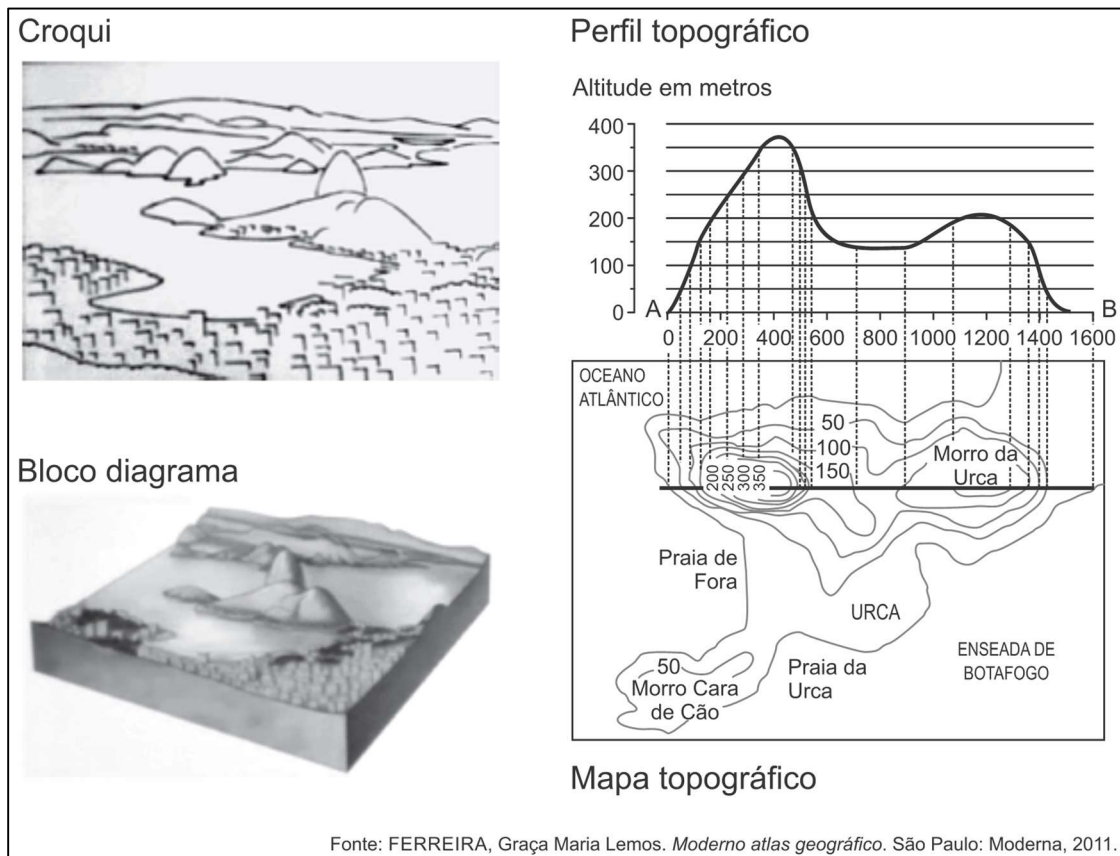 Croqui
Perfil topográfico
Altitude em metros
400
300
200
100
0
A
B
0 200 400 600 800 1000 1200 1400 1600
OCEANO
ATLÂNTICO
50
100
150
200
250
300
350
Morro da
Urca
Praia de
Fora
URCA
ENSEADA DE
BOTAFOGO
50
Morro Cara
de Cão
Praia da
Urca
Bloco diagrama
Mapa topográfico
Fonte: FERREIRA, Graça Maria Lemos. Moderno atlas geográfico. São Paulo: Moderna, 2011.